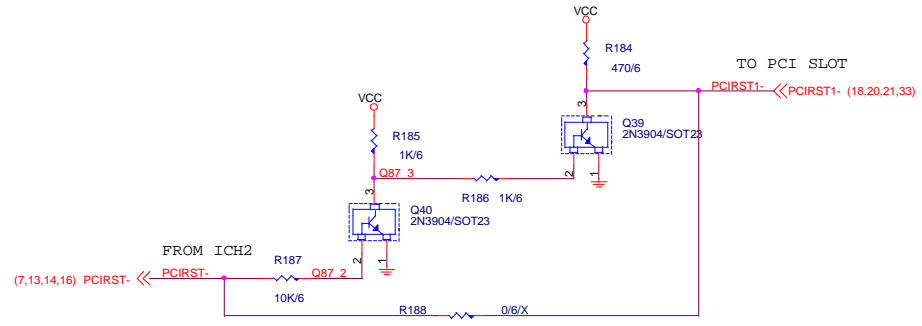 VCC
R184
470/6
TO PCI SLOT
PCIRST1-
PCIRST1- (18,20,21,33)
3
Q39
2N3904/SOT23
2
1
VCC
R185
1K/6
Q87_3
R186 1K/6
3
Q40
2N3904/SOT23
2
1
FROM ICH2
(7,13,14,16) PCIRST-
PCIRST-
R187
Q87_2
10K/6
R188 0/6/X